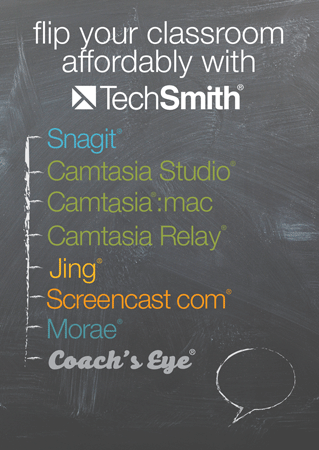 flip your classroom
affordably with
TechSmith®
Snagit®
Camtasia Studio®
Camtasia®:mac
Camtasia Relay®
Jing®
Screencast com®
Morae®
Coach's Eye®